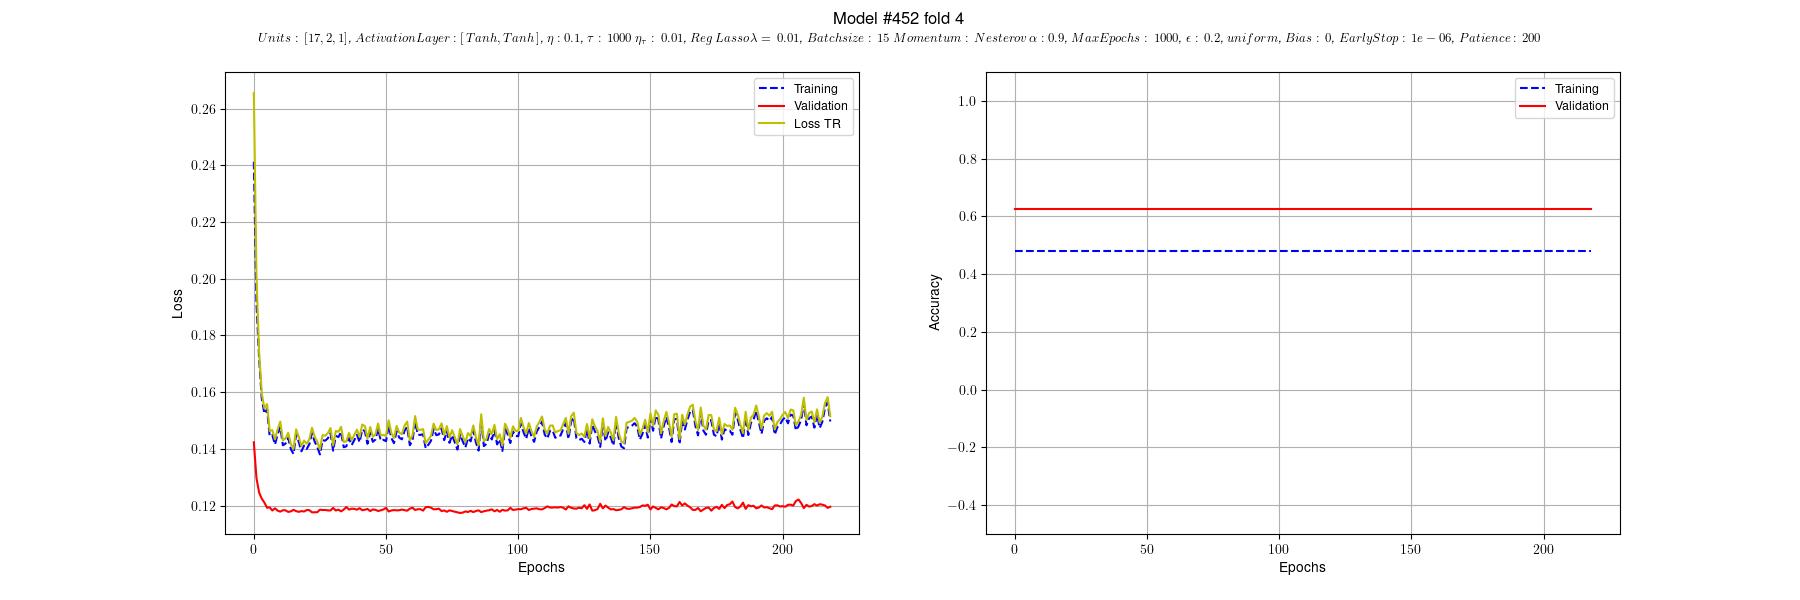 Model #452 fold 4
Units : [17, 2, 1], ActivationLayer : [Tanh, Tanh], η : 0.1, τ : 1000 η_τ : 0.01, Reg Lasso λ = 0.01, Batchsize : 15 Momentum : Nesterov α : 0.9, MaxEpochs : 1000, ϵ : 0.2, uniform, Bias : 0, EarlyStop : 1e − 06, Patience : 200
Training
Validation
Loss TR
0.26
0.24
0.22
0.20
0.18
0.16
0.14
0.12
Loss
0 50 100 150 200
Epochs
Training
Validation
1.0
0.8
0.6
0.4
0.2
0.0
−0.2
−0.4
Accuracy
0 50 100 150 200
Epochs